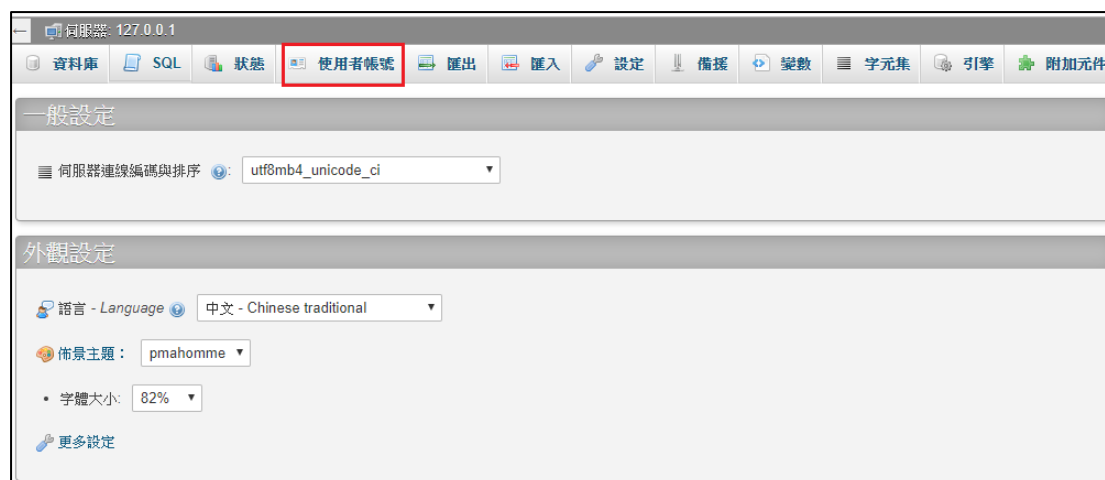 伺服器: 127.0.0.1
資料庫 SQL 狀態 使用者帳號 匯出 匯入 設定 備援 變數 字元集 引擎 附加元件
一般設定
伺服器連線編碼與排序 : utf8mb4_unicode_ci
外觀設定
語言 - Language 中文 - Chinese traditional
佈景主題： pmahomme
字體大小: 82%
更多設定